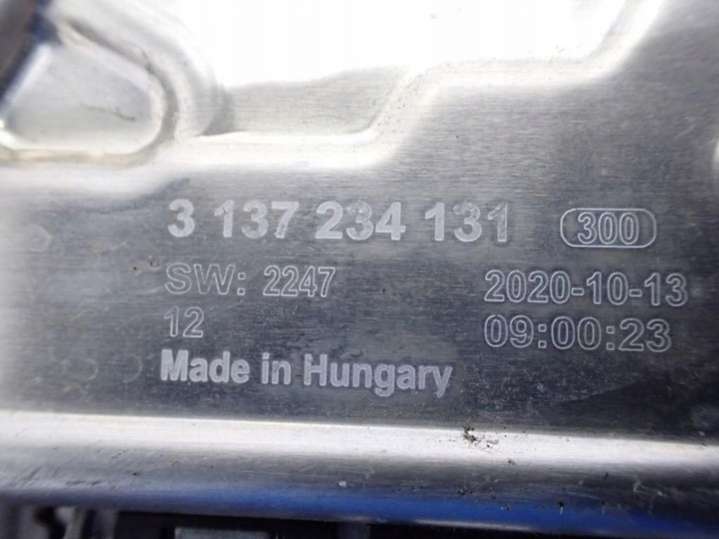 3 137 234 131 300
SW: 2247 2020-10-13
12 09:00:23
Made in Hungary